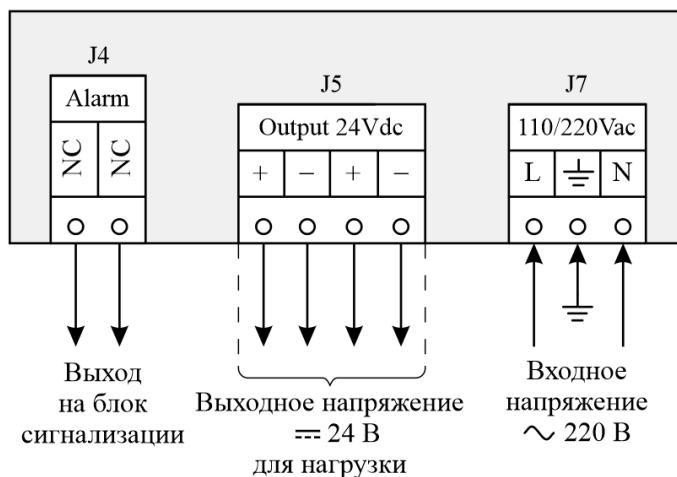 J4
Alarm
NC NC
Выход
на блок
сигнализации
J5
Output 24Vdc
+ − + −
Выходное напряжение
⎓ 24 В
для нагрузки
J7
110/220Vac
L ⏚ N
Входное
напряжение
∼ 220 В